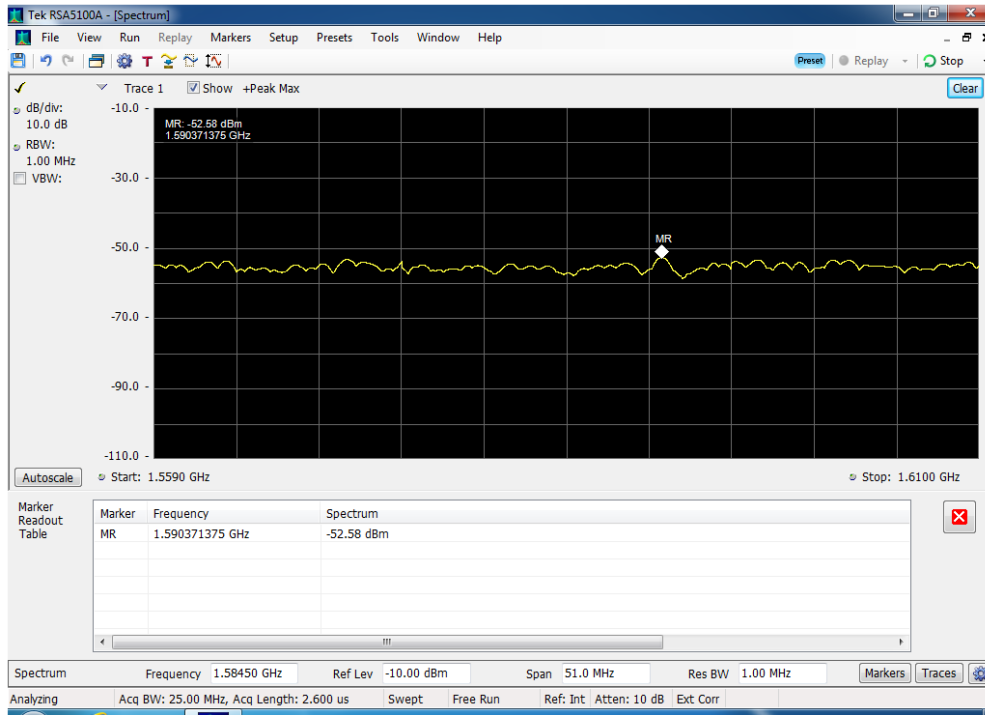 Tek RSA5100A - [Spectrum]
File View Run Replay Markers Setup Presets Tools Window Help
T Preset Replay Stop
Trace 1 Show +Peak Max Clear
dB/div:
10.0 dB
RBW:
1.00 MHz
VBW:
-10.0
-30.0
-50.0
-70.0
-90.0
-110.0
MR: -52.58 dBm
1.590371375 GHz
MR
Autoscale Start: 1.5590 GHz Stop: 1.6100 GHz
Marker
Readout
Table
Marker Frequency Spectrum
MR 1.590371375 GHz -52.58 dBm
Spectrum Frequency 1.58450 GHz Ref Lev -10.00 dBm Span 51.0 MHz Res BW 1.00 MHz Markers Traces
Analyzing Acq BW: 25.00 MHz, Acq Length: 2.600 us Swept Free Run Ref: Int Atten: 10 dB Ext Corr